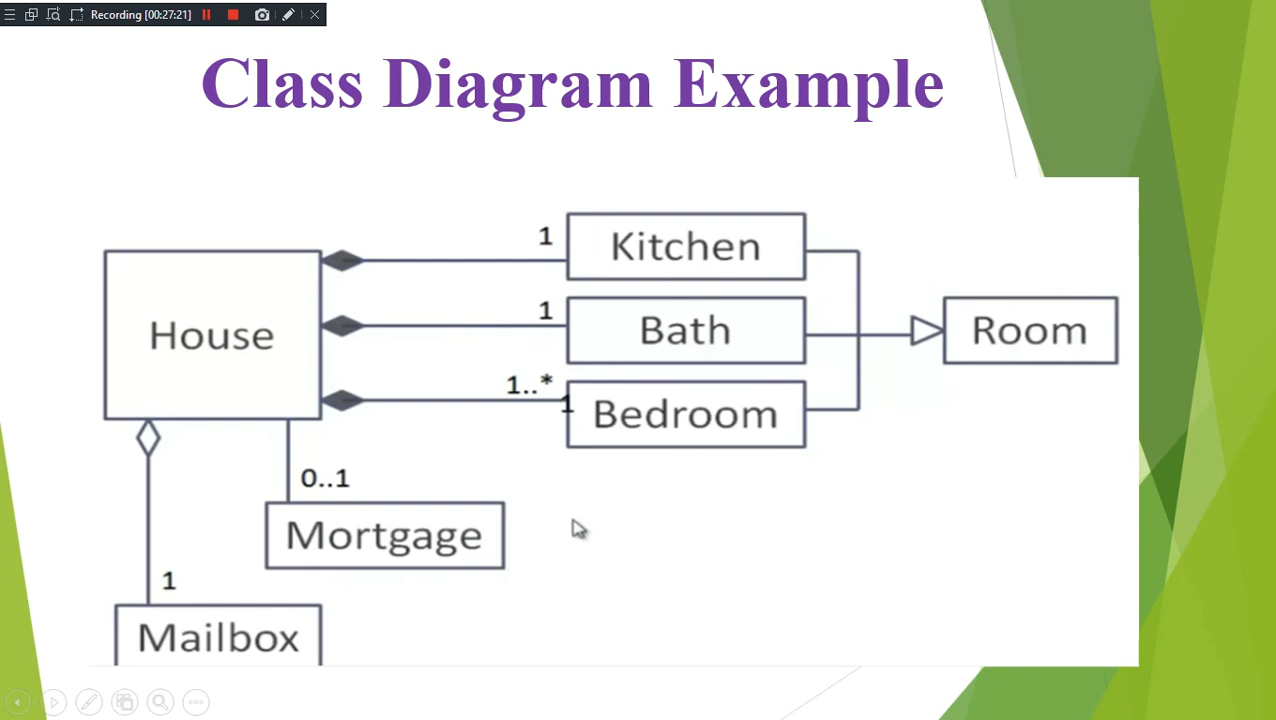 Recording [00:27:21]
Class Diagram Example
1
Kitchen
House
1
Bath
Room
1..*
1
Bedroom
0..1
Mortgage
1
Mailbox